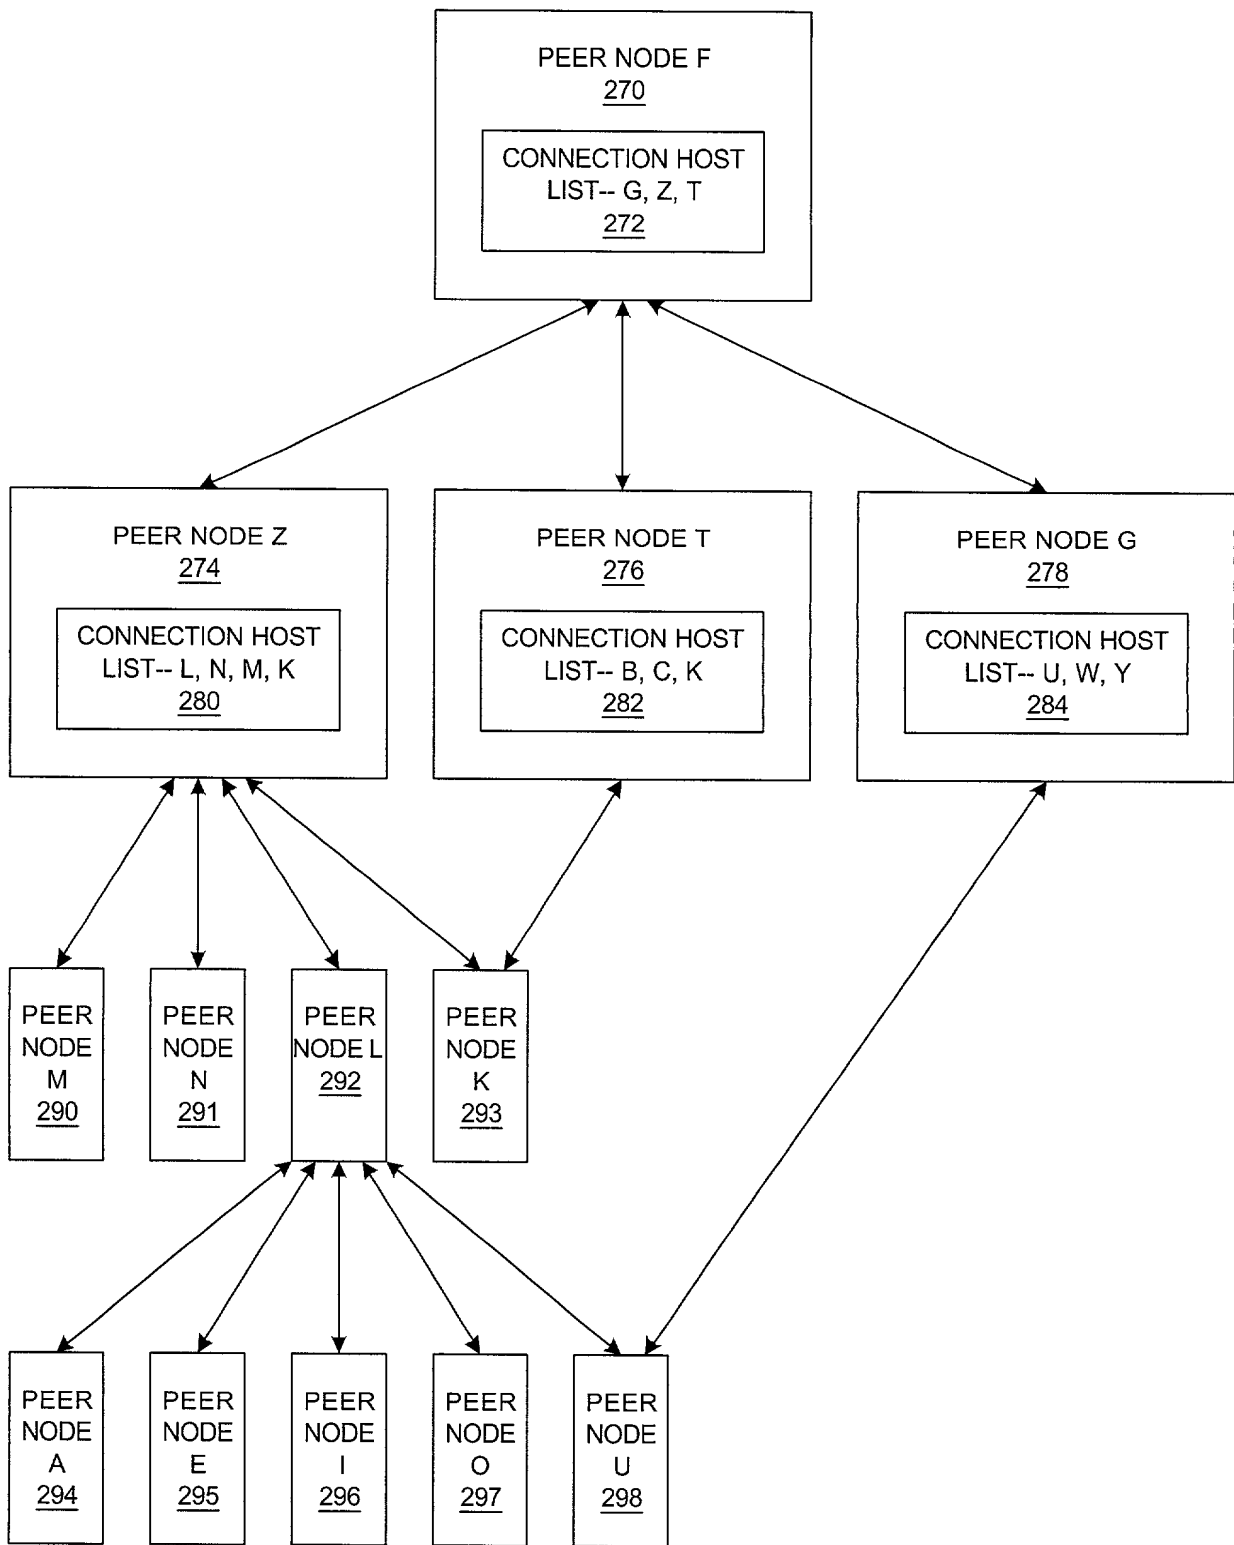 PEER NODE F
270
CONNECTION HOST
LIST-- G, Z, T
272
PEER NODE Z
274
CONNECTION HOST
LIST-- L, N, M, K
280
PEER NODE T
276
CONNECTION HOST
LIST-- B, C, K
282
PEER NODE G
278
CONNECTION HOST
LIST-- U, W, Y
284
PEER
NODE
M
290
PEER
NODE
N
291
PEER
NODE L
292
PEER
NODE
K
293
PEER
NODE
A
294
PEER
NODE
E
295
PEER
NODE
I
296
PEER
NODE
O
297
PEER
NODE
U
298